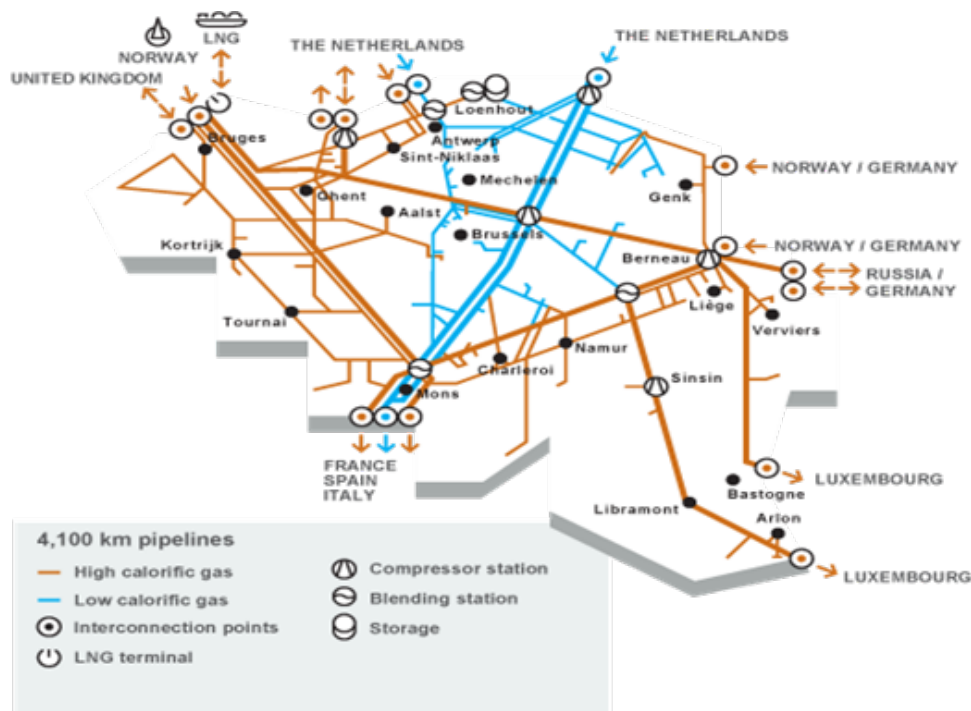 NORWAY
LNG
THE NETHERLANDS
THE NETHERLANDS
UNITED KINGDOM
Loenhout
Bruges
Antwerp
Sint-Niklaas
Mechelen
NORWAY / GERMANY
Ghent
Genk
Aalst
Brussels
Kortrijk
NORWAY / GERMANY
Berneau
RUSSIA /
GERMANY
Liège
Tournai
Verviers
Namur
Charleroi
Sinsin
Mons
FRANCE
SPAIN
ITALY
LUXEMBOURG
Bastogne
Libramont
Arlon
LUXEMBOURG
4,100 km pipelines
High calorific gas
Low calorific gas
Interconnection points
LNG terminal
Compressor station
Blending station
Storage